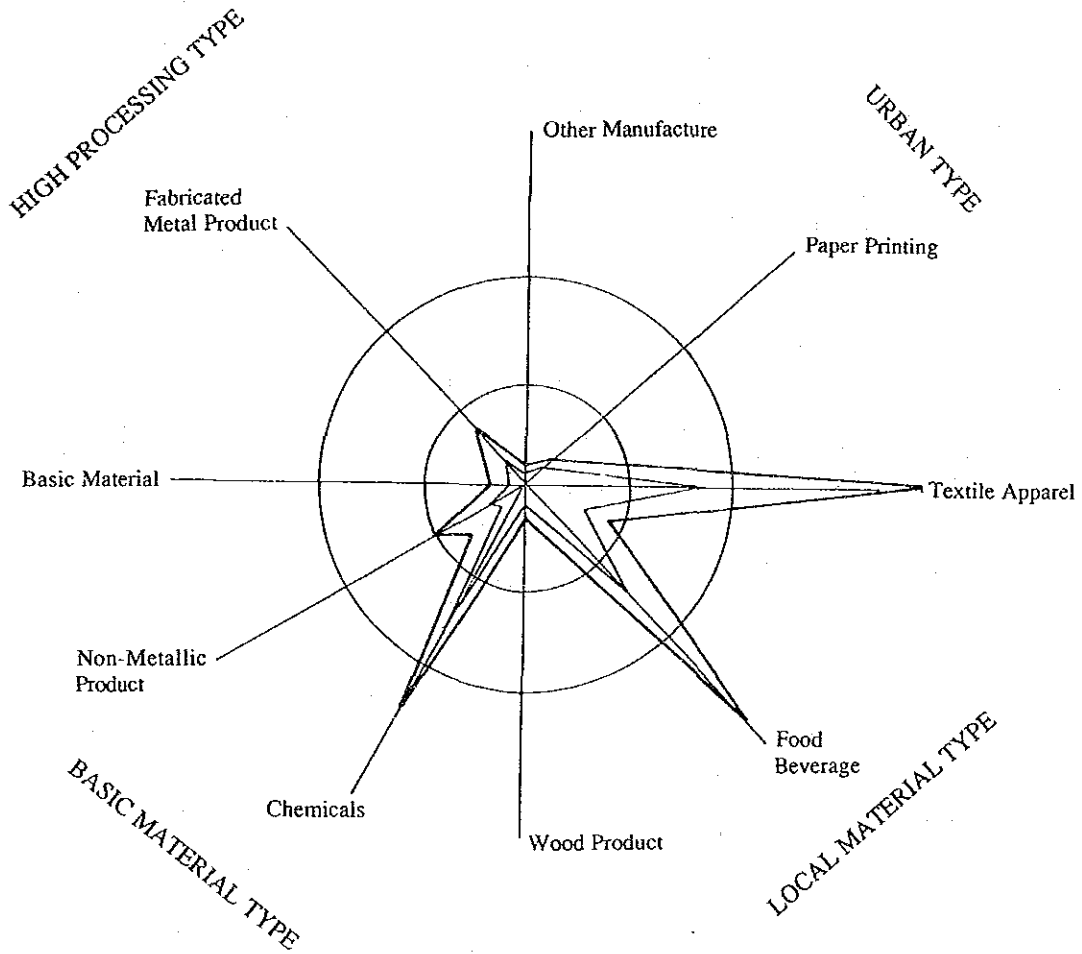 HIGH PROCESSING TYPE
URBAN TYPE
Other Manufacture
Fabricated
Metal Product
Paper Printing
Basic Material
Textile Apparel
Non-Metallic
Product
Food
Beverage
Chemicals
Wood Product
BASIC MATERIAL TYPE
LOCAL MATERIAL TYPE